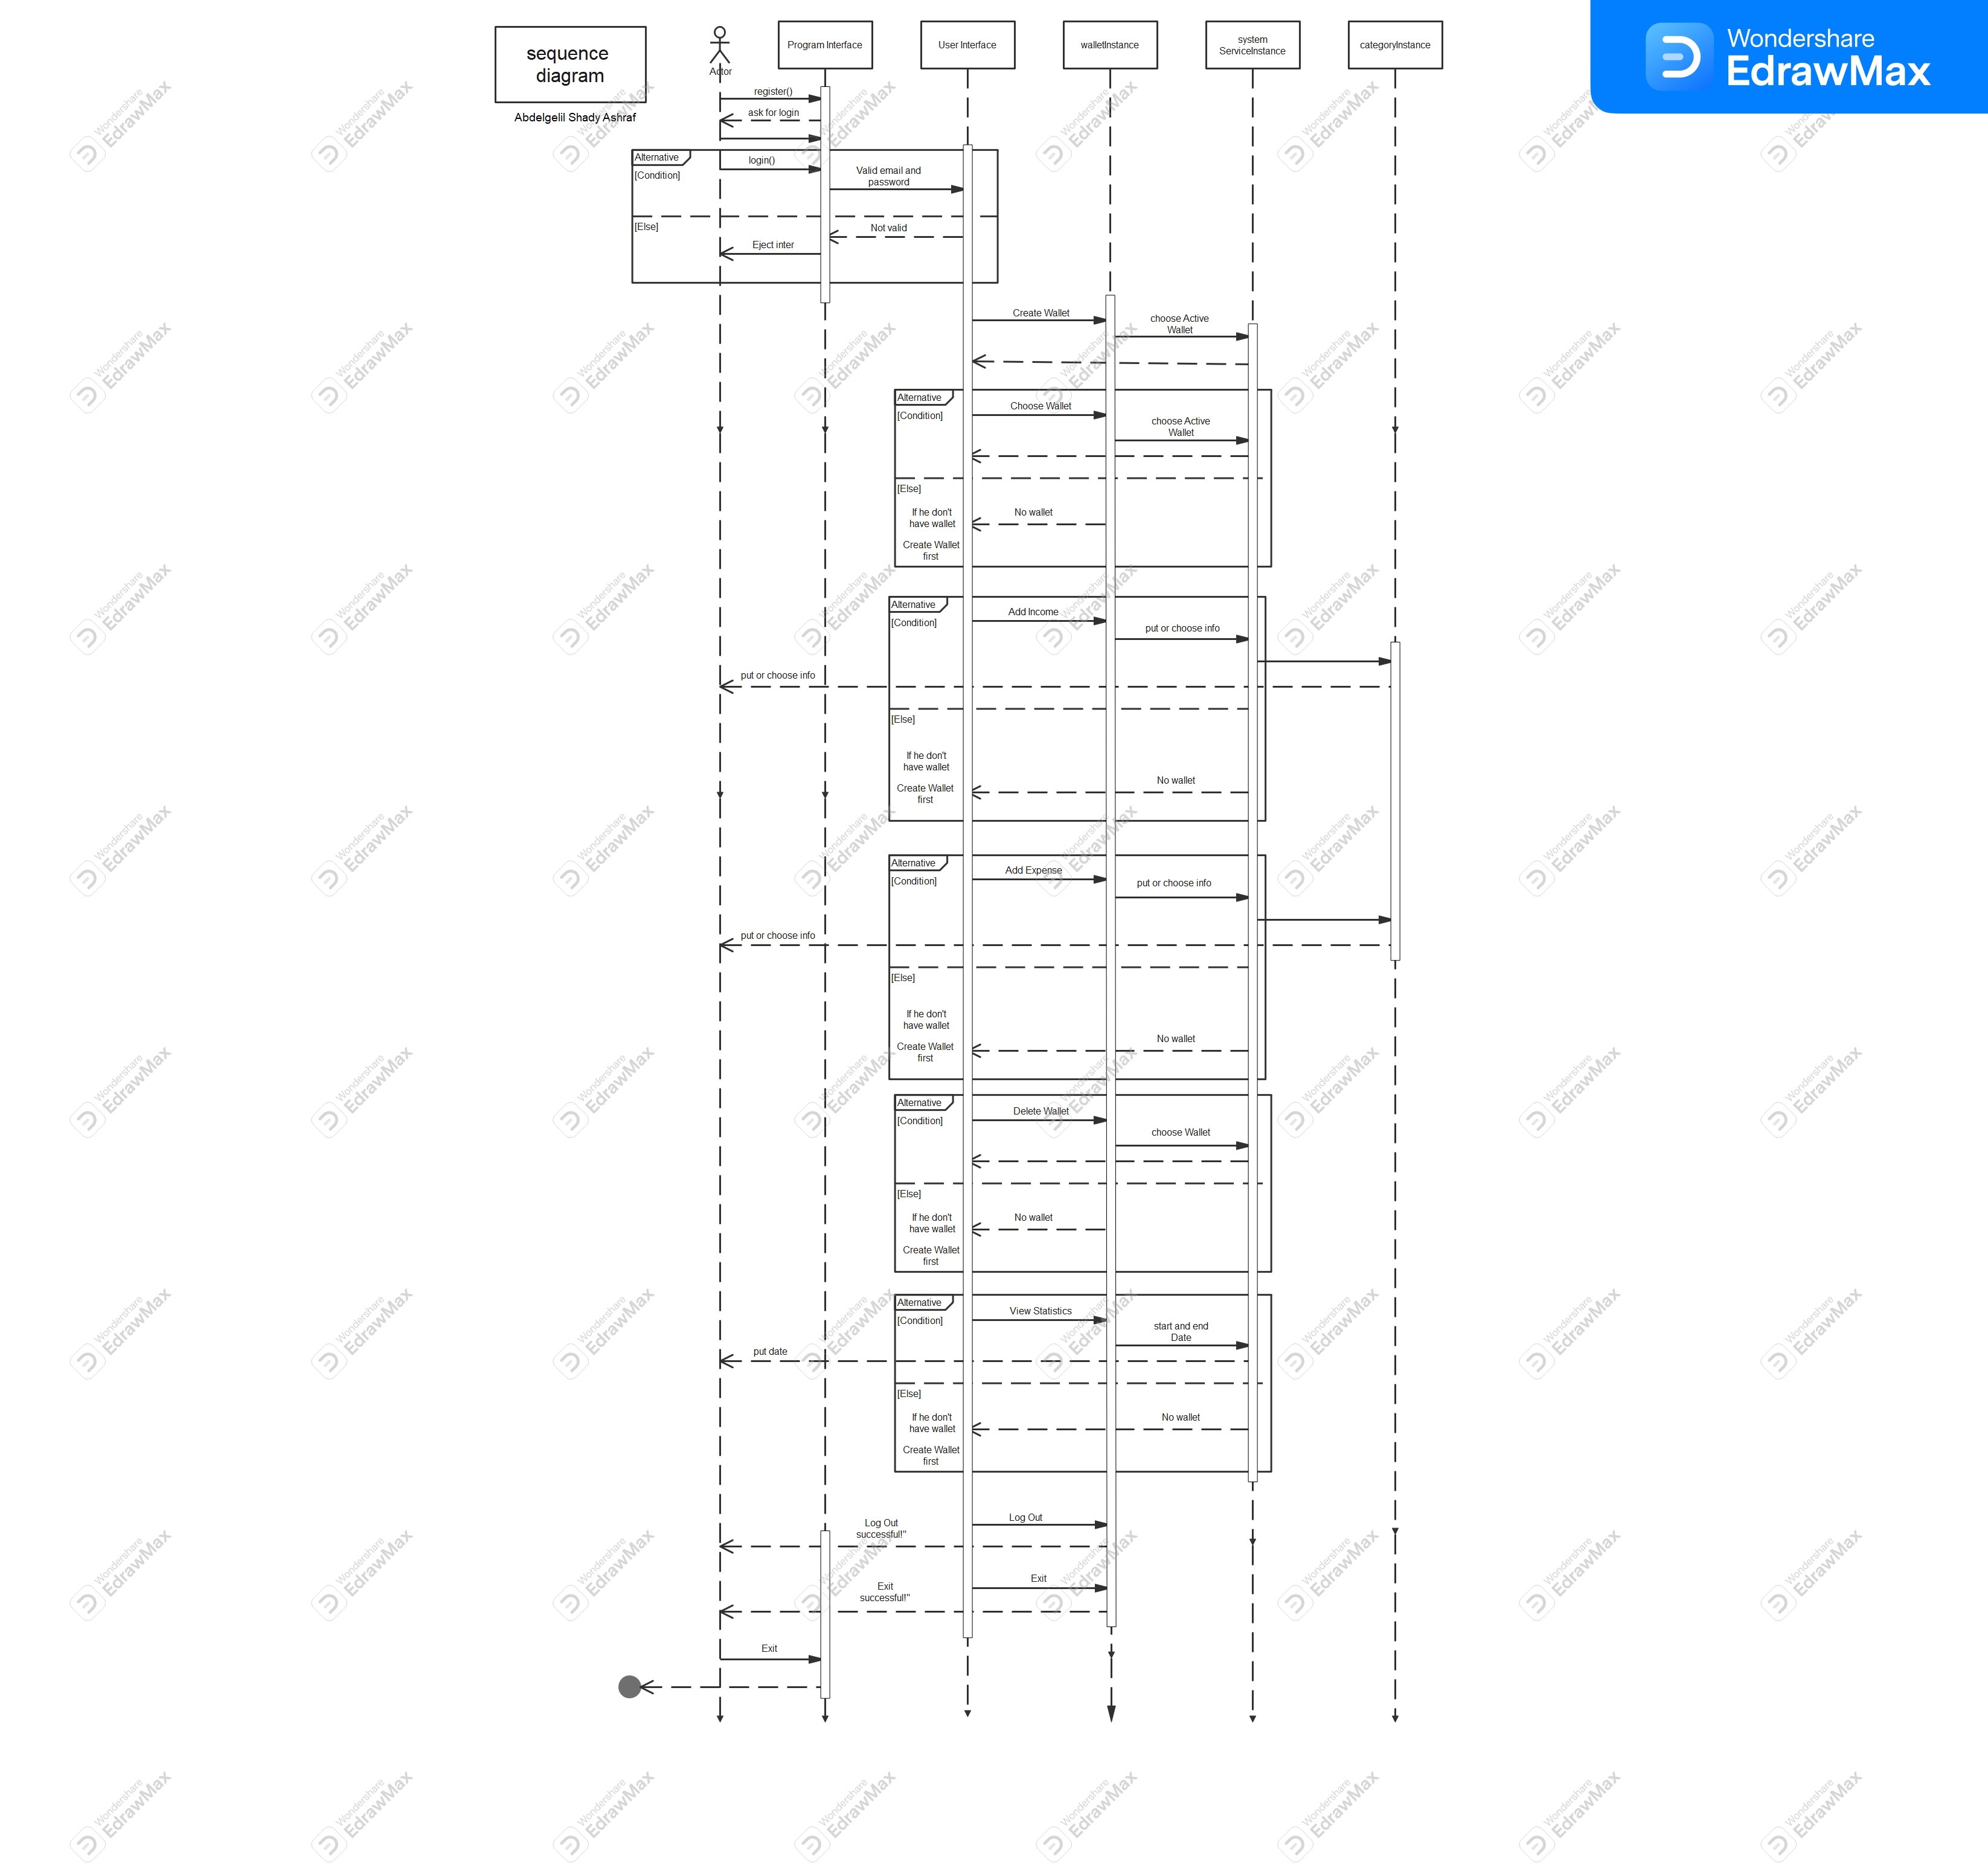 sequence
diagram
Abdelgelil Shady Ashraf
Actor
Program Interface
User Interface
walletInstance
system
ServiceInstance
categoryInstance
Wondershare
EdrawMax
register()
ask for login
Alternative
[Condition]
login()
Valid email and
password
[Else]
Not valid
Eject inter
Create Wallet
choose Active
Wallet
Alternative
[Condition]
Choose Wallet
choose Active
Wallet
[Else]
If he don't
have wallet
No wallet
Create Wallet
first
Alternative
[Condition]
Add Income
put or choose info
put or choose info
[Else]
If he don't
have wallet
No wallet
Create Wallet
first
Alternative
[Condition]
Add Expense
put or choose info
put or choose info
[Else]
If he don't
have wallet
No wallet
Create Wallet
first
Alternative
[Condition]
Delete Wallet
choose Wallet
[Else]
If he don't
have wallet
No wallet
Create Wallet
first
Alternative
[Condition]
View Statistics
start and end
Date
put date
[Else]
If he don't
have wallet
No wallet
Create Wallet
first
Log Out
Log Out
successful!"
Exit
Exit
successful!"
Exit